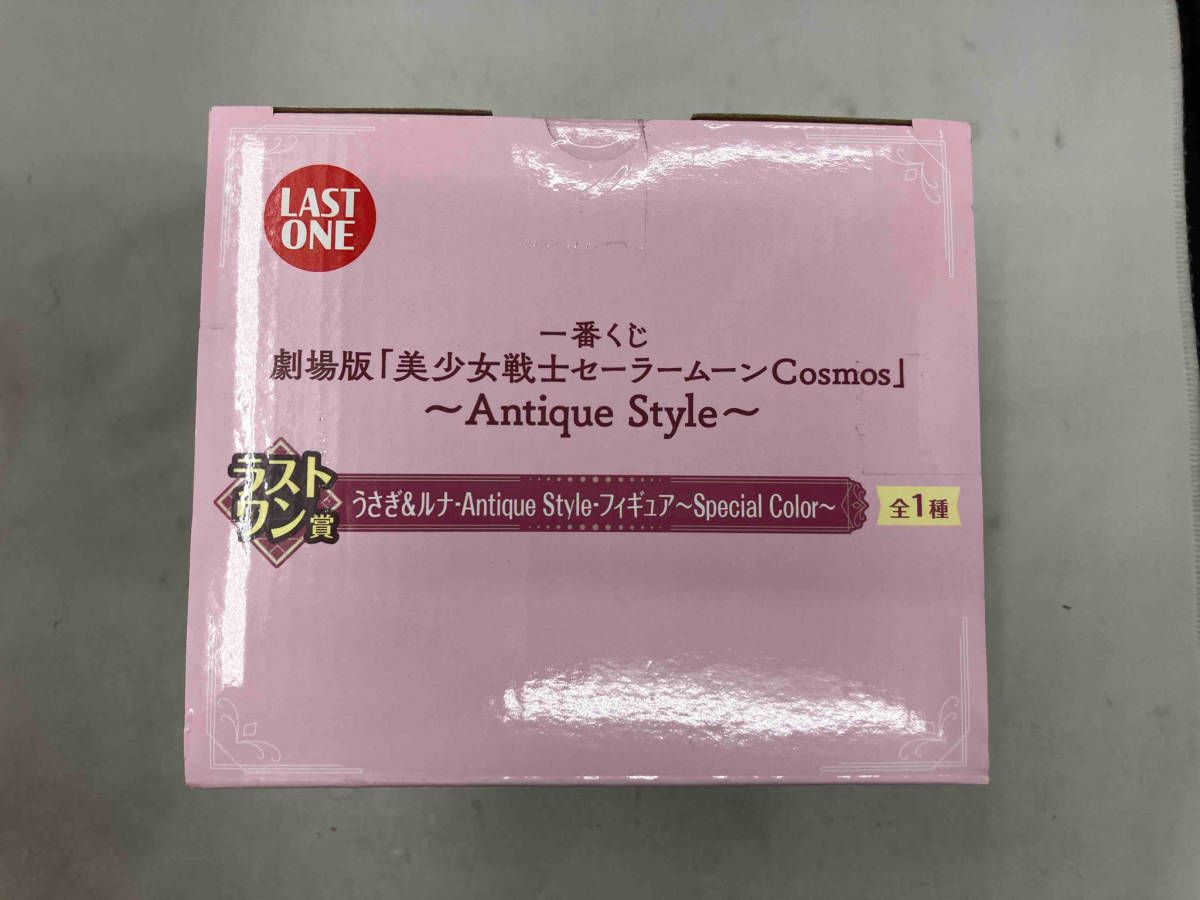 LAST
ONE
一番くじ
劇場版「美少女戦士セーラームーンCosmos」
～Antique Style～
ラスト
ワン賞
うさぎ&ルナ-Antique Style-フィギュア～Special Color～
全1種